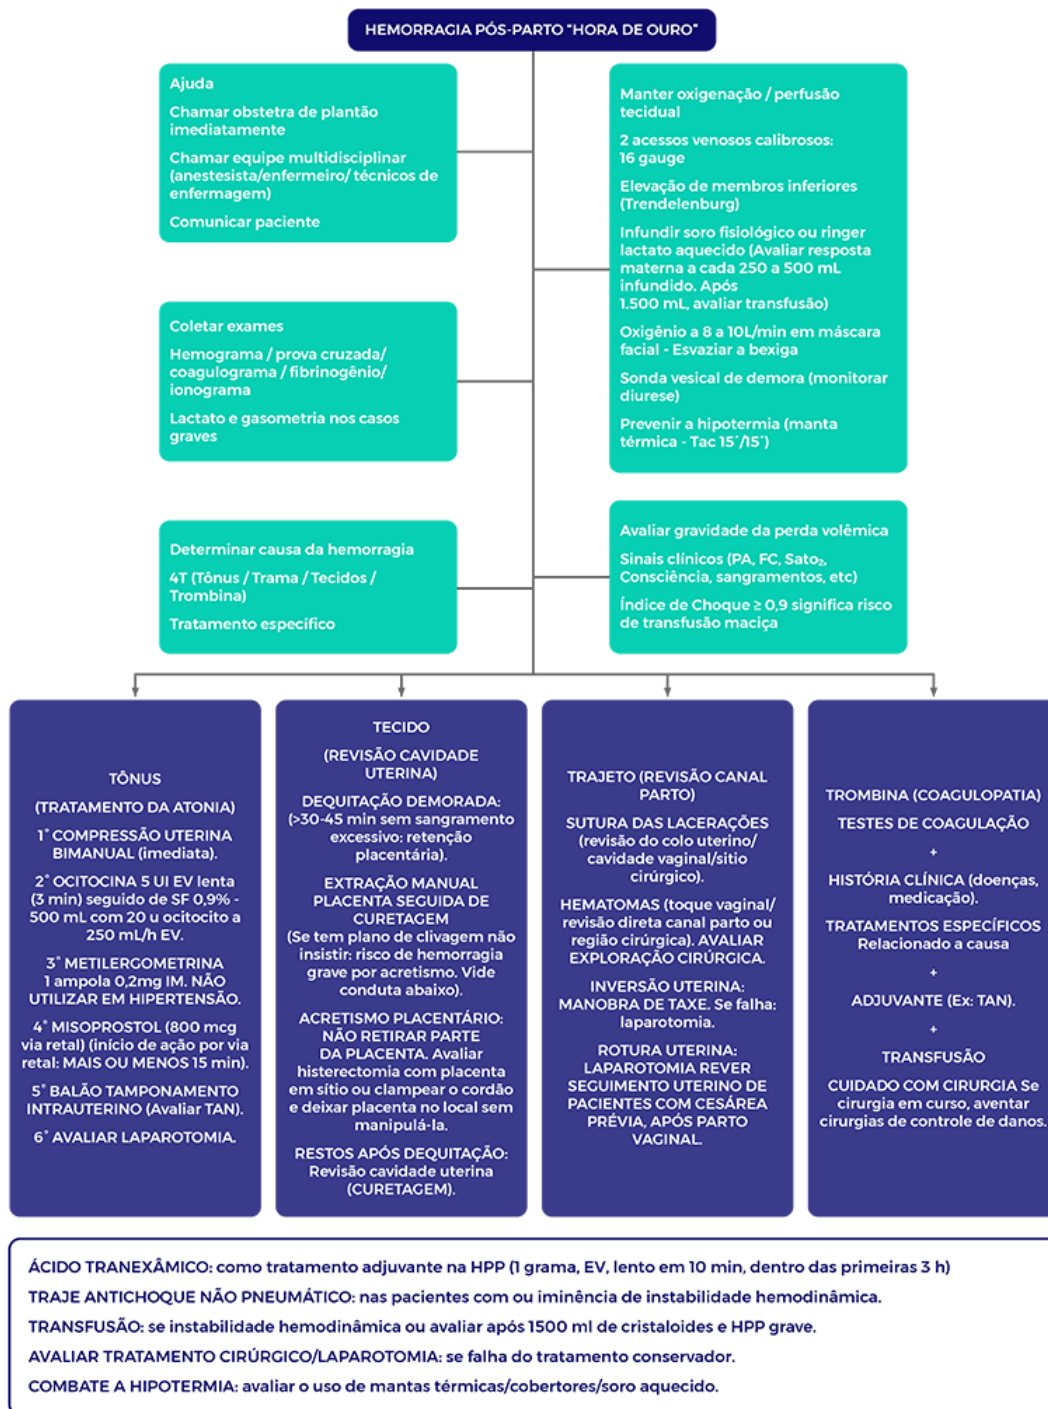 HEMORRAGIA PÓS-PARTO "HORA DE OURO"
Ajuda
Chamar obstetra de plantão
imediatamente
Chamar equipe multidisciplinar
(anestesista/enfermeiro/ técnicos de
enfermagem)
Comunicar paciente
Manter oxigenação / perfusão
tecidual
2 acessos venosos calibrosos:
16 gauge
Elevação de membros inferiores
(Trendelenburg)
Infundir soro fisiológico ou ringer
lactato aquecido (Avaliar resposta
materna a cada 250 a 500 mL
infundido. Após
1.500 mL, avaliar transfusão)
Oxigênio a 8 a 10L/min em máscara
facial - Esvaziar a bexiga
Sonda vesical de demora (monitorar
diurese)
Prevenir a hipotermia (manta
térmica - Tac 15´/15´)
Coletar exames
Hemograma / prova cruzada/
coagulograma / fibrinogênio/
ionograma
Lactato e gasometria nos casos
graves
Determinar causa da hemorragia
4T (Tônus / Trama / Tecidos /
Trombina)
Tratamento específico
Avaliar gravidade da perda volêmica
Sinais clínicos (PA, FC, Sato₂,
Consciência, sangramentos, etc)
Índice de Choque ≥ 0,9 significa risco
de transfusão maciça
TÔNUS
(TRATAMENTO DA ATONIA)
1° COMPRESSÃO UTERINA
BIMANUAL (imediata).
2° OCITOCINA 5 UI EV lenta
(3 min) seguido de SF 0,9% -
500 mL com 20 u ocitocito a
250 mL/h EV.
3° METILERGOMETRINA
1 ampola 0,2mg IM. NÃO
UTILIZAR EM HIPERTENSÃO.
4° MISOPROSTOL (800 mcg
via retal) (início de ação por via
retal: MAIS OU MENOS 15 min).
5° BALÃO TAMPONAMENTO
INTRAUTERINO (Avaliar TAN).
6° AVALIAR LAPAROTOMIA.
TECIDO
(REVISÃO CAVIDADE
UTERINA)
DEQUITAÇÃO DEMORADA:
(>30-45 min sem sangramento
excessivo: retenção
placentária).
EXTRAÇÃO MANUAL
PLACENTA SEGUIDA DE
CURETAGEM
(Se tem plano de clivagem não
insistir: risco de hemorragia
grave por acretismo. Vide
conduta abaixo).
ACRETISMO PLACENTÁRIO:
NÃO RETIRAR PARTE
DA PLACENTA. Avaliar
histerectomia com placenta
em sítio ou clampear o cordão
e deixar placenta no local sem
manipulá-la.
RESTOS APÓS DEQUITAÇÃO:
Revisão cavidade uterina
(CURETAGEM).
TRAJETO (REVISÃO CANAL
PARTO)
SUTURA DAS LACERAÇÕES
(revisão do colo uterino/
cavidade vaginal/sitio
cirúrgico).
HEMATOMAS (toque vaginal/
revisão direta canal parto ou
região cirúrgica). AVALIAR
EXPLORAÇÃO CIRÚRGICA.
INVERSÃO UTERINA:
MANOBRA DE TAXE. Se falha:
laparotomia.
ROTURA UTERINA:
LAPAROTOMIA REVER
SEGUIMENTO UTERINO DE
PACIENTES COM CESÁREA
PRÉVIA, APÓS PARTO
VAGINAL.
TROMBINA (COAGULOPATIA)
TESTES DE COAGULAÇÃO
+
HISTÓRIA CLÍNICA (doenças,
medicação).
+
TRATAMENTOS ESPECÍFICOS
Relacionado a causa
+
ADJUVANTE (Ex: TAN).
+
TRANSFUSÃO
CUIDADO COM CIRURGIA Se
cirurgia em curso, aventar
cirurgias de controle de danos.
ÁCIDO TRANEXÂMICO: como tratamento adjuvante na HPP (1 grama, EV, lento em 10 min, dentro das primeiras 3 h)
TRAJE ANTICHOQUE NÃO PNEUMÁTICO: nas pacientes com ou iminência de instabilidade hemodinâmica.
TRANSFUSÃO: se instabilidade hemodinâmica ou avaliar após 1500 ml de cristaloides e HPP grave.
AVALIAR TRATAMENTO CIRÚRGICO/LAPAROTOMIA: se falha do tratamento conservador.
COMBATE A HIPOTERMIA: avaliar o uso de mantas térmicas/cobertores/soro aquecido.